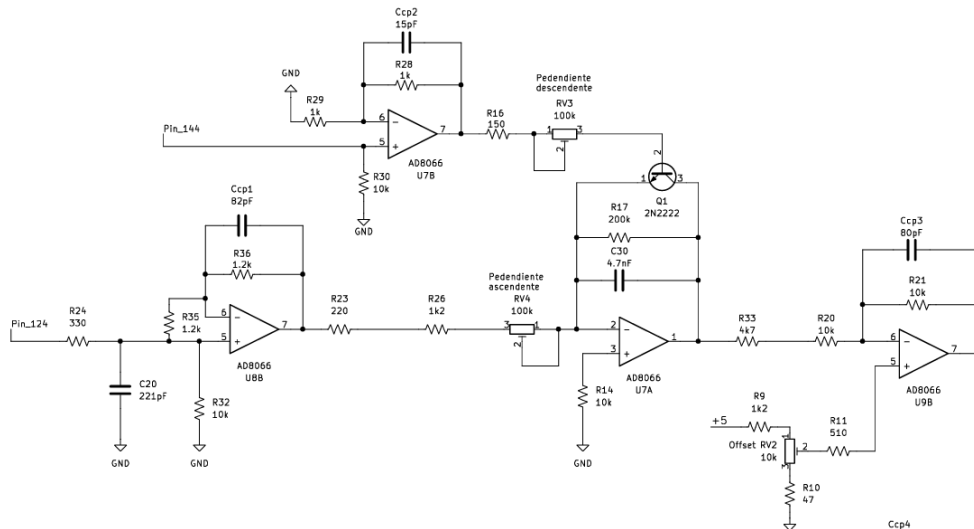 Ccp2
15pF
R28
1k
GND
R29
1k
6
5
7
AD8066
U7B
Pin_144
R30
10k
GND
R16
150
Pedendiente
descendente
RV3
100k
1
3
2
2
1
3
Q1
2N2222
R17
200k
C30
4.7nF
Ccp1
82pF
R36
1.2k
R35
1.2k
6
5
7
AD8066
U8B
Pin_124
R24
330
C20
221pF
GND
R32
10k
GND
R23
220
R26
1k2
Pedendiente
ascendente
RV4
100k
3
1
2
2
3
1
AD8066
U7A
R14
10k
GND
R33
4k7
R20
10k
Ccp3
80pF
R21
10k
6
5
7
AD8066
U9B
+5
R9
1k2
Offset RV2
10k
1
2
3
R11
510
R10
47
Ccp4